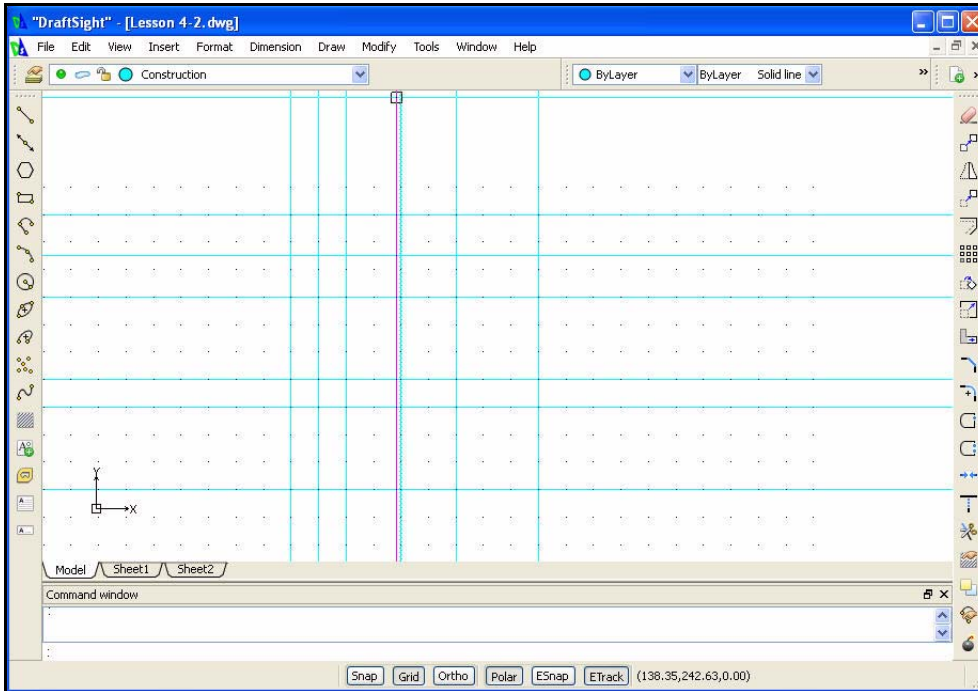 "DraftSight" - [Lesson 4-2.dwg]
File Edit View Insert Format Dimension Draw Modify Tools Window Help
Construction ByLayer ByLayer Solid line »
Y
X
Model Sheet1 Sheet2
Command window
:
:
Snap Grid Ortho Polar ESnap ETrack (138.35,242.63,0.00)